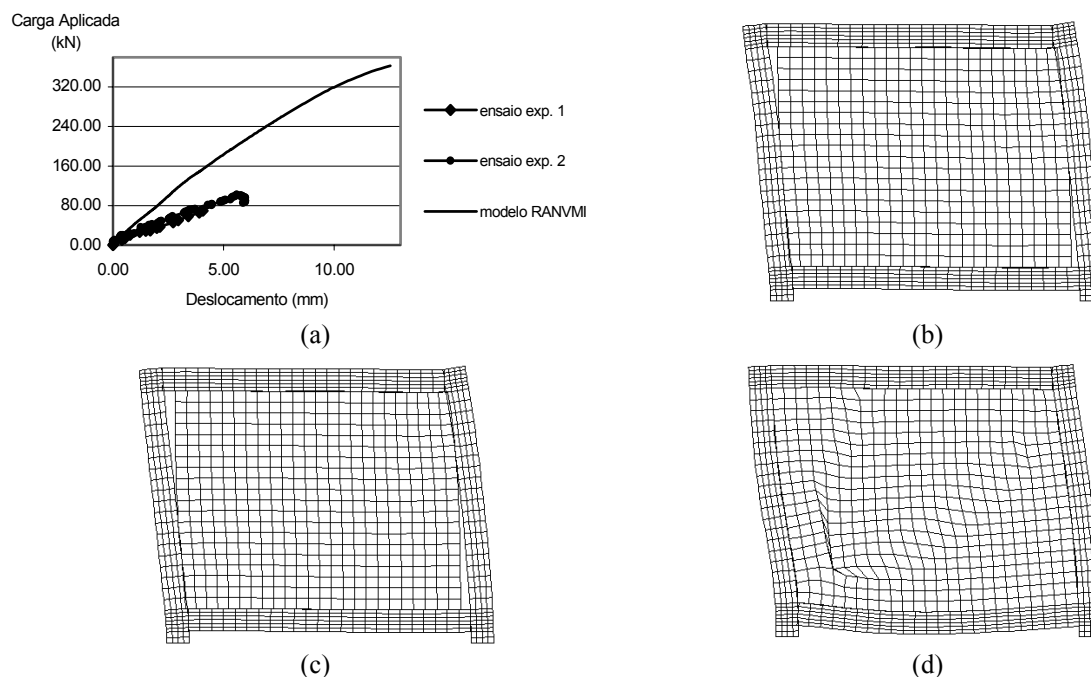 Carga Aplicada
(kN)
320.00
240.00
160.00
80.00
0.00
0.00 5.00 10.00
Deslocamento (mm)
ensaio exp. 1
ensaio exp. 2
modelo RANVMI
(a)
(b)
(c)
(d)